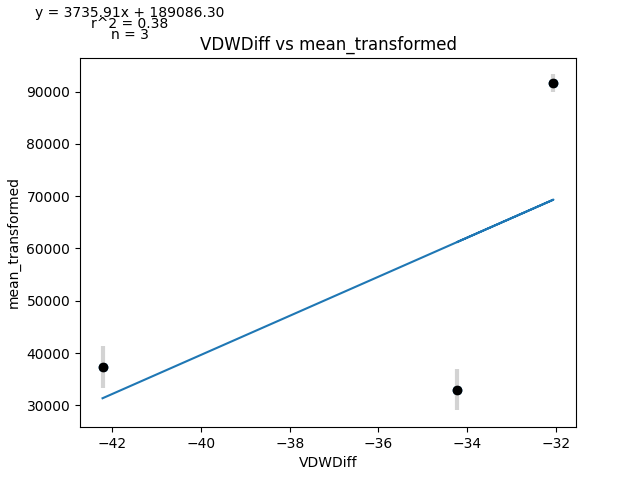 y = 3735.91x + 189086.30
r^2 = 0.38
n = 3
VDWDiff vs mean_transformed
mean_transformed
90000
80000
70000
60000
50000
40000
30000
−42
−40
−38
−36
−34
−32
VDWDiff